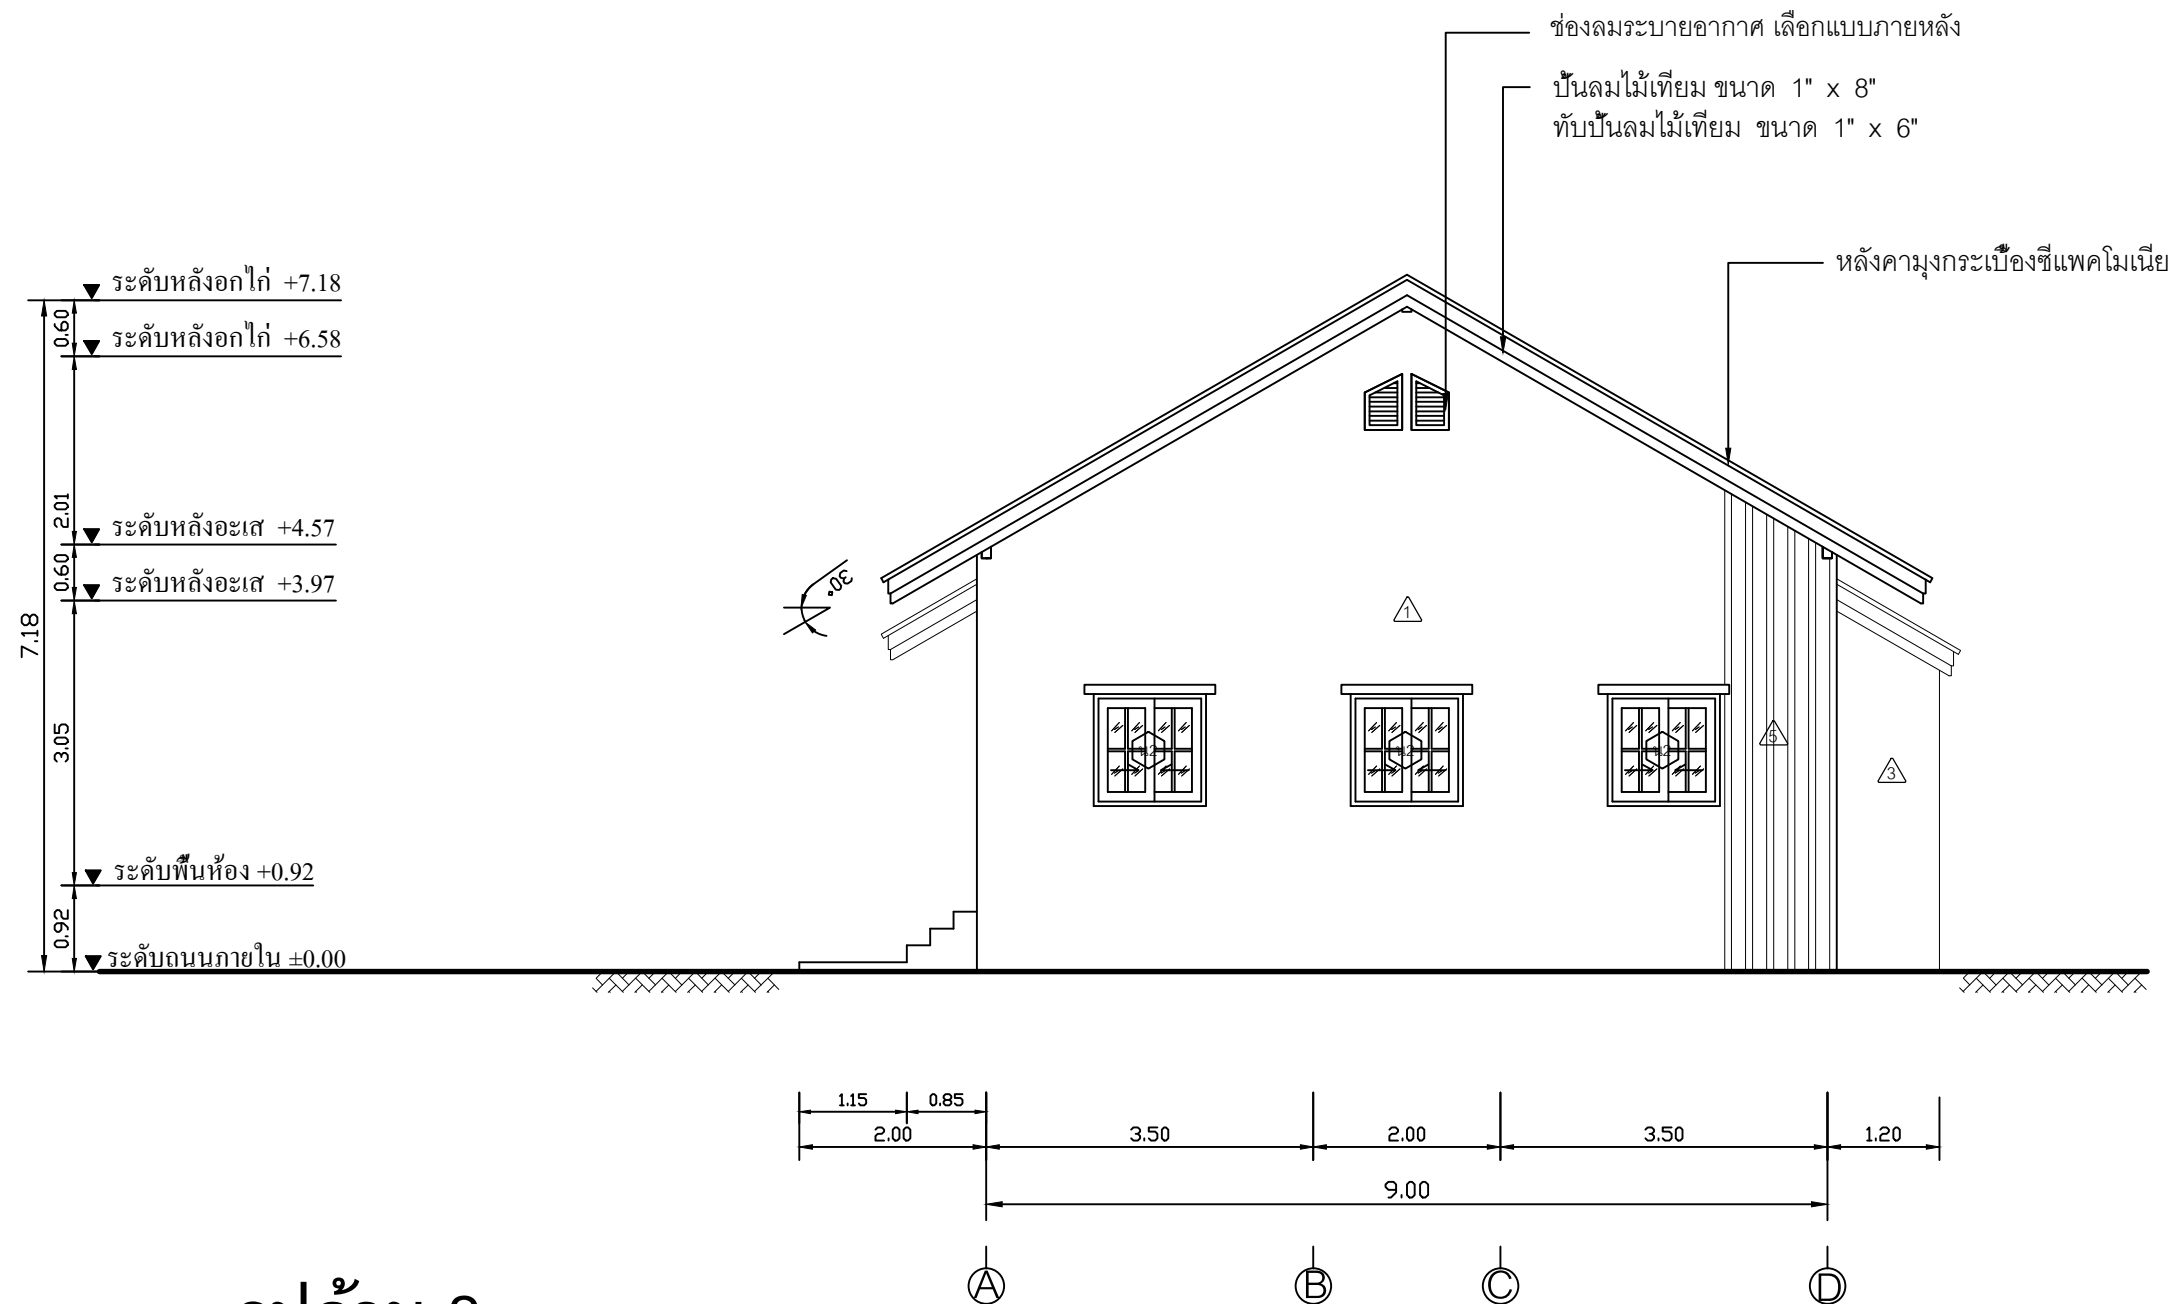 ช่องลมระบายอากาศ เลือกแบบภายหลัง
ปั้นลมไม้เทียม ขนาด 1" x 8"
ทับปั้นลมไม้เทียม ขนาด 1" x 6"
หลังคามุงกระเบื้องซีแพคโมเนีย
ระดับหลังอกไก่ +7.18
0.60
ระดับหลังอกไก่ +6.58
2.01
ระดับหลังอะเส +4.57
0.60
ระดับหลังอะเส +3.97
7.18
3.05
ระดับพื้นห้อง +0.92
0.92
ระดับถนนภายใน ±0.00
30°
1
น2
น2
น2
5
3
1.15
0.85
2.00
3.50
2.00
3.50
1.20
9.00
A
B
C
D